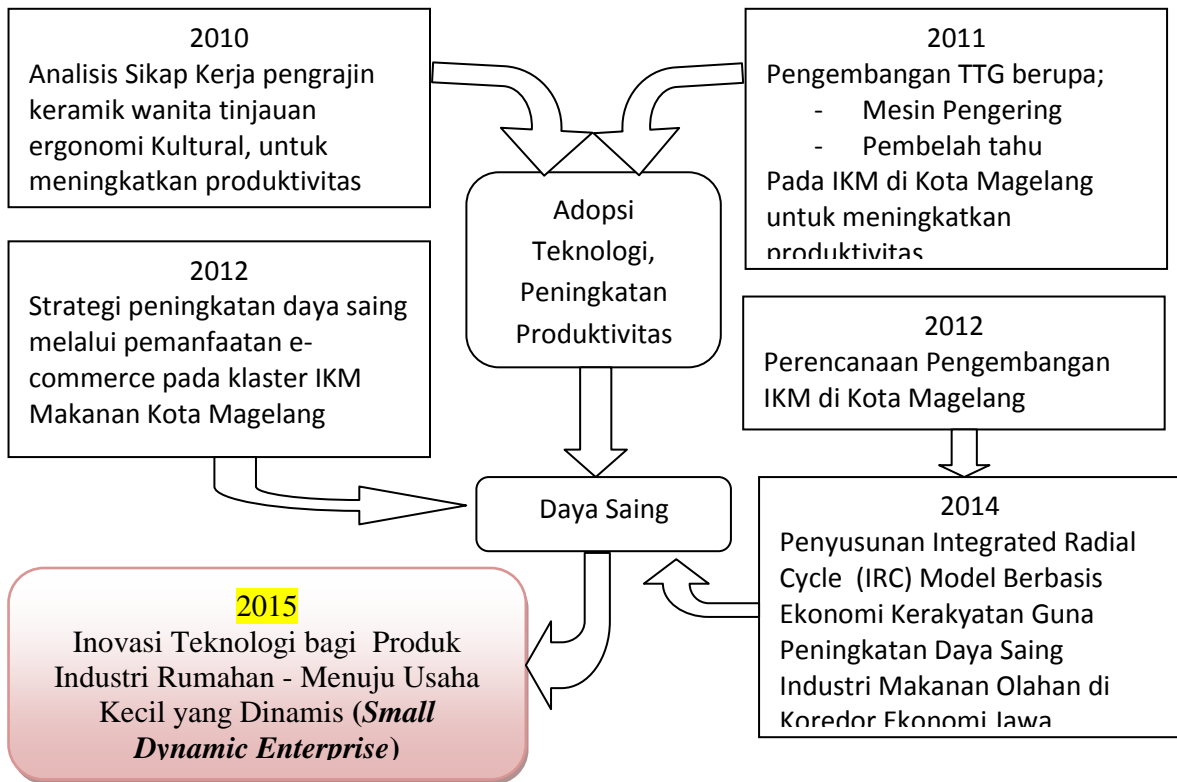 2010
Analisis Sikap Kerja pengrajin
keramik wanita tinjauan
ergonomi Kultural, untuk
meningkatkan produktivitas
2011
Pengembangan TTG berupa;
- Mesin Pengering
- Pembelah tahu
Pada IKM di Kota Magelang
untuk meningkatkan
produktivitas
Adopsi
Teknologi,
Peningkatan
Produktivitas
2012
Strategi peningkatan daya saing
melalui pemanfaatan e-
commerce pada klaster IKM
Makanan Kota Magelang
2012
Perencanaan Pengembangan
IKM di Kota Magelang
Daya Saing
2014
Penyusunan Integrated Radial
Cycle (IRC) Model Berbasis
Ekonomi Kerakyatan Guna
Peningkatan Daya Saing
Industri Makanan Olahan di
Koredor Ekonomi Jawa
2015
Inovasi Teknologi bagi Produk
Industri Rumahan - Menuju Usaha
Kecil yang Dinamis (Small
Dynamic Enterprise)